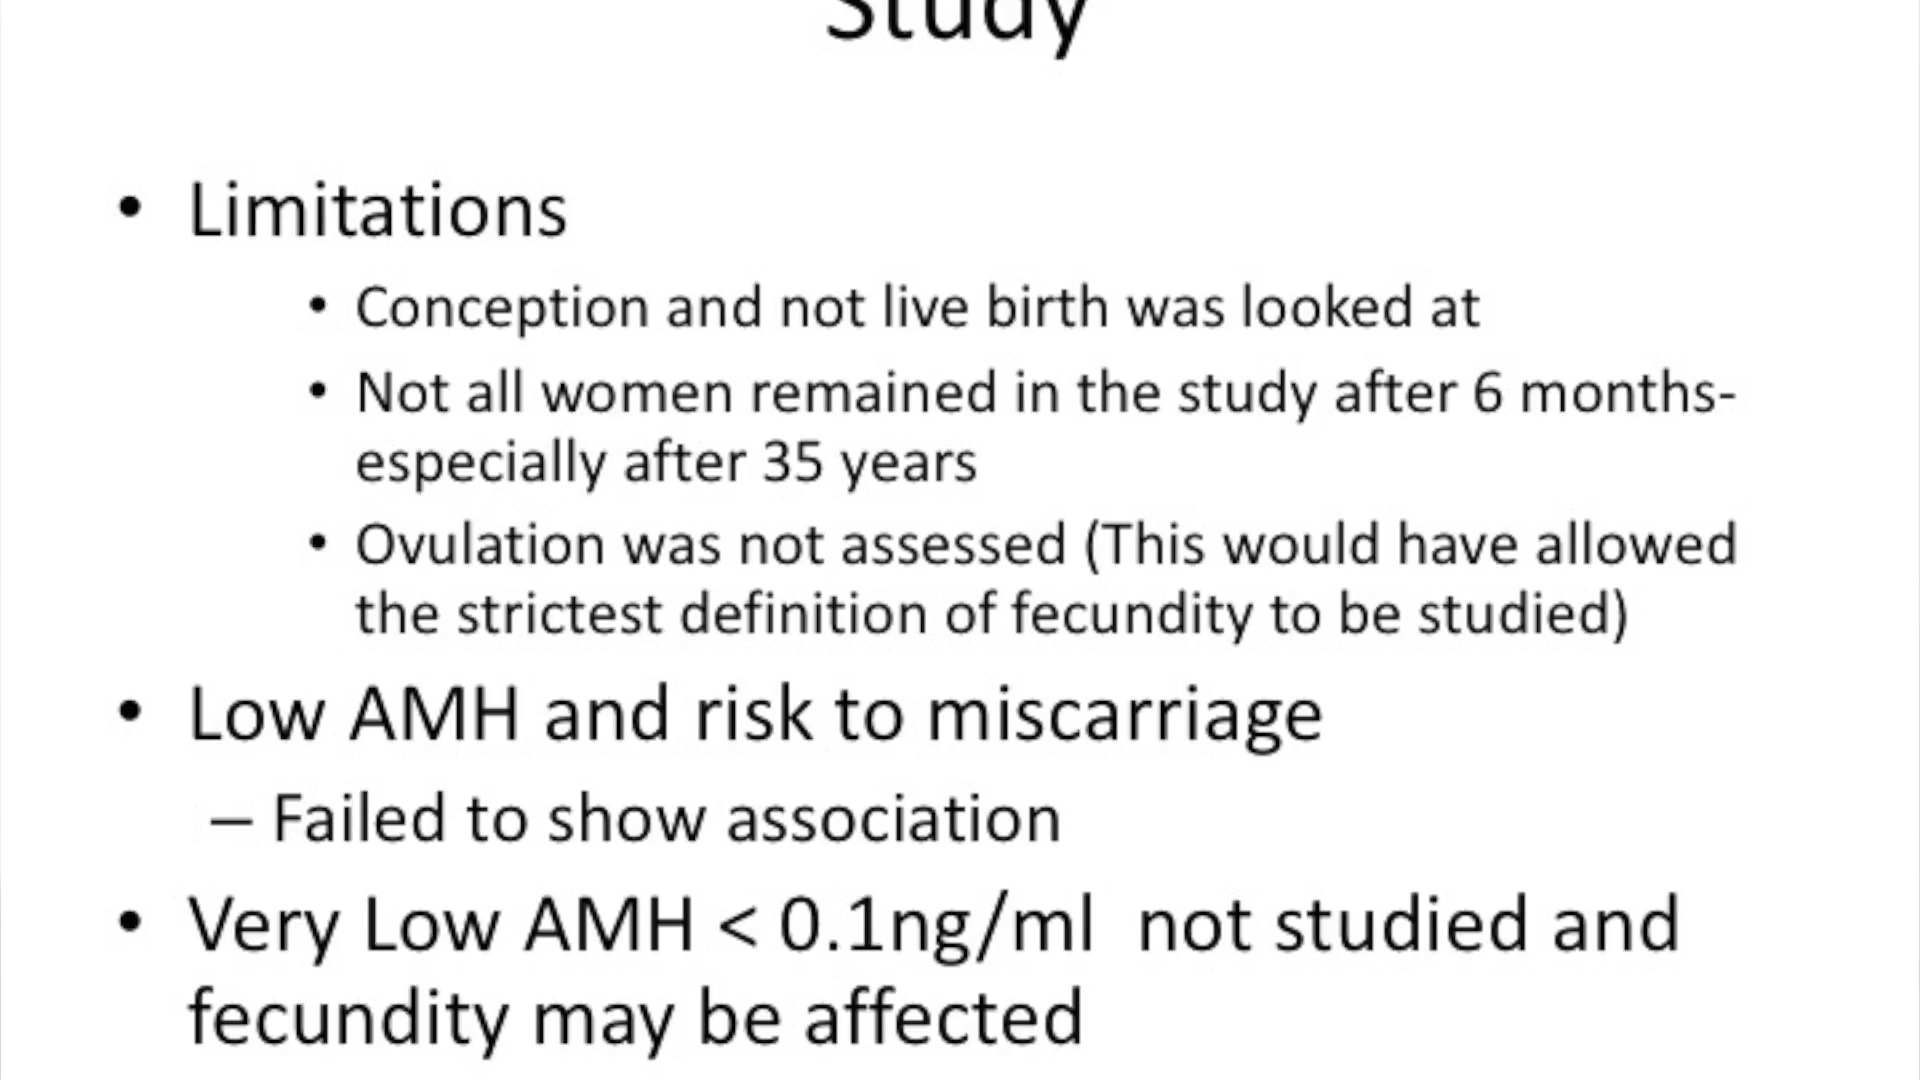 Study
• Limitations
• Conception and not live birth was looked at
• Not all women remained in the study after 6 months-
especially after 35 years
• Ovulation was not assessed (This would have allowed
the strictest definition of fecundity to be studied)
• Low AMH and risk to miscarriage
– Failed to show association
• Very Low AMH < 0.1ng/ml  not studied and
fecundity may be affected